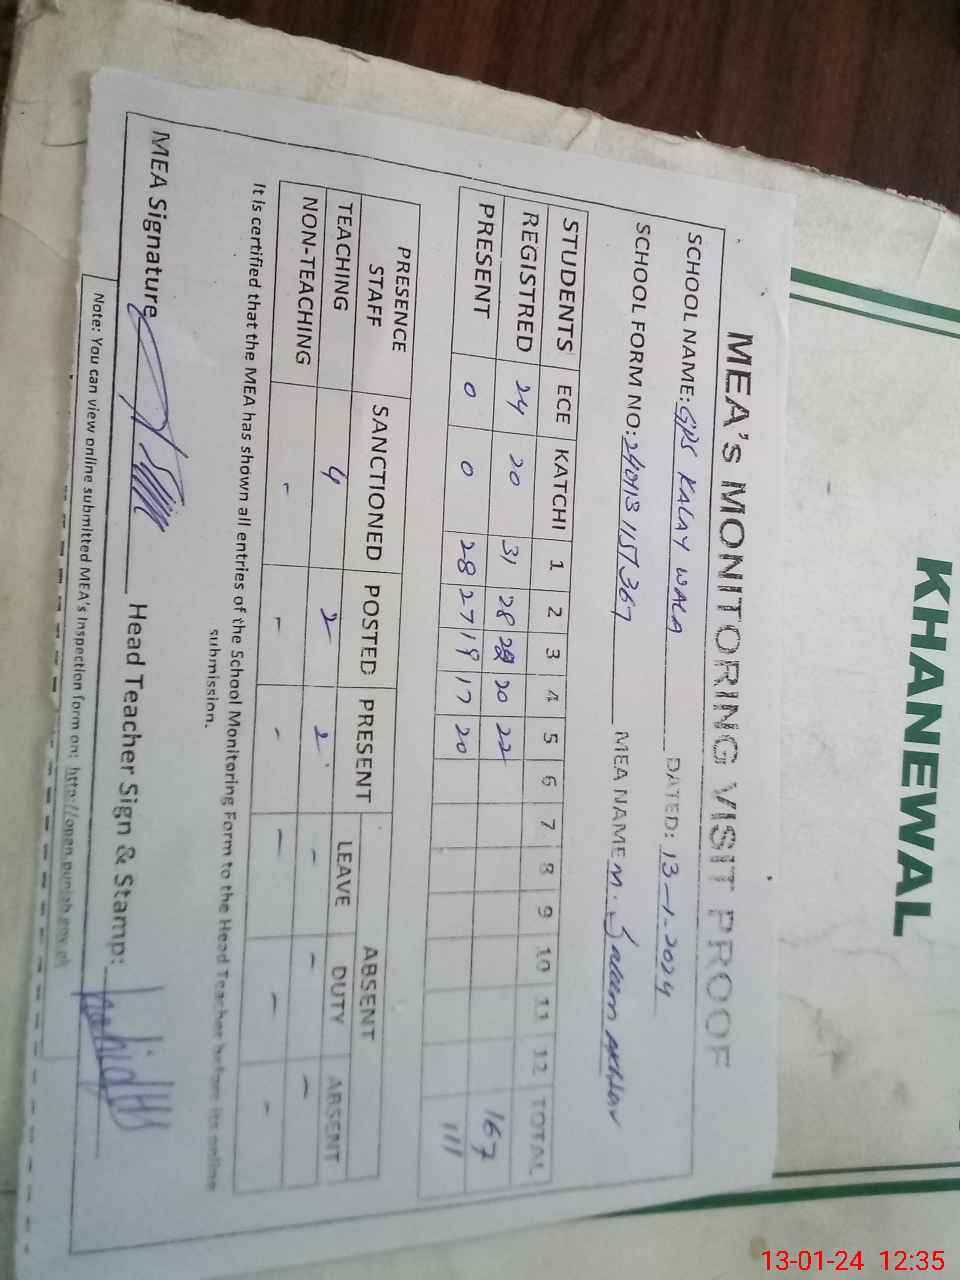 KHANEWAL
MEA's MONITORING VISIT PROOF
SCHOOL NAME: GPS KALAY WALA DATED: 13-1-2024
SCHOOL FORM NO: MEA NAME M. Akhtar
STUDENTS ECE KATCHI 1 2 3 4 5 6 7 8 9 10 11 12 TOTAL
REGISTRED 24 20 31 28 22 20 22 167
PRESENT 0 0 28 27 19 17 20 111
PRESENCE STAFF SANCTIONED POSTED PRESENT ABSENT
LEAVE DUTY ABSENT
TEACHING 4 2 2 - - -
NON-TEACHING - - - - - -
It is certified that the MEA has shown all entries of the School Monitoring Form to the Head Teacher before its online
submission.
MEA Signature Head Teacher Sign & Stamp:
Note: You can view online submitted MEA's Inspection form on: http://open.punjab.gov.pk
13-01-24 12:35